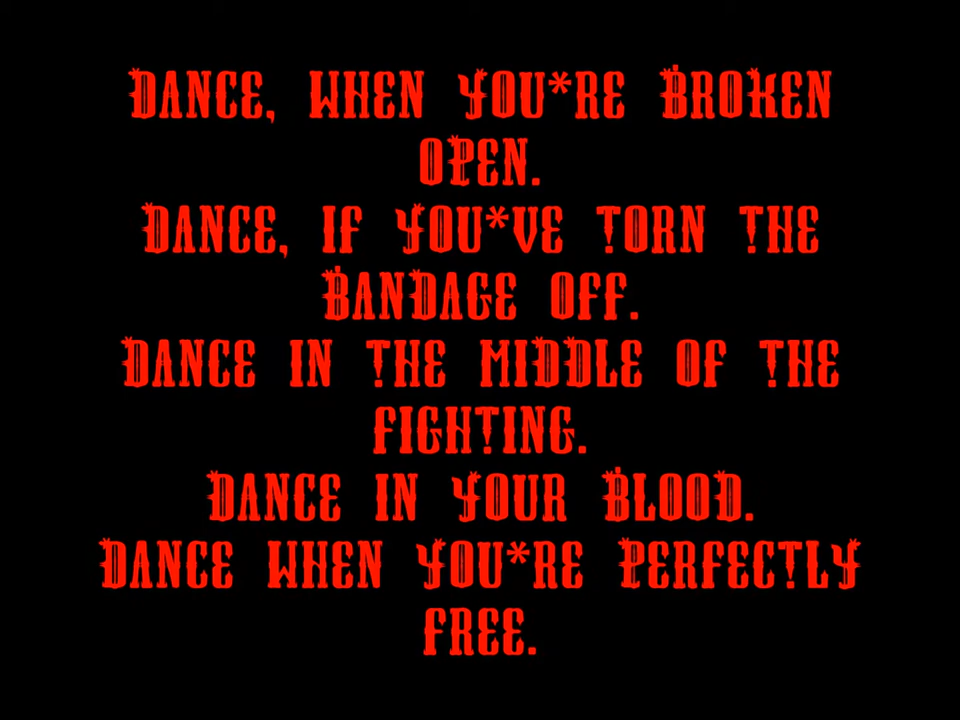 DANCE, WHEN YOU*RE BROKEN
OPEN.
DANCE, IF YOU*VE TORN THE
BANDAGE OFF.
DANCE IN THE MIDDLE OF THE
FIGHTING.
DANCE IN YOUR BLOOD.
DANCE WHEN YOU*RE PERFECTLY
FREE.